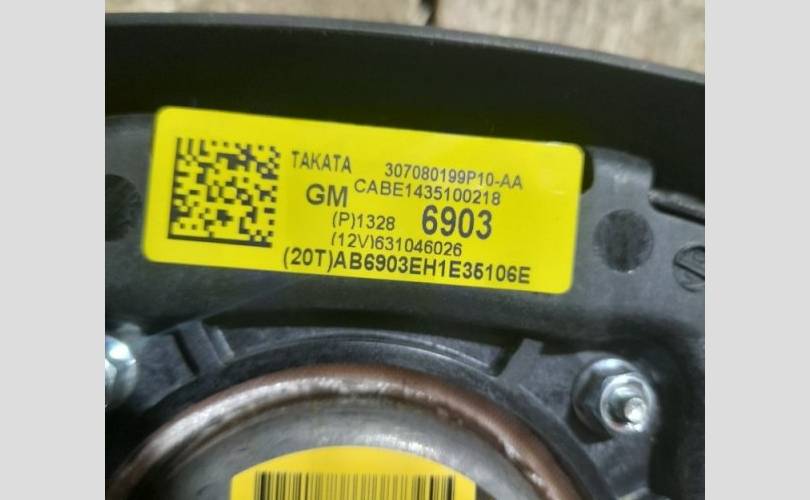 TAKATA 307080199P10-AA
GM CABE1435100218
(P)1328 6903
(12V)631046026
(20T)AB6903EH1E35106E